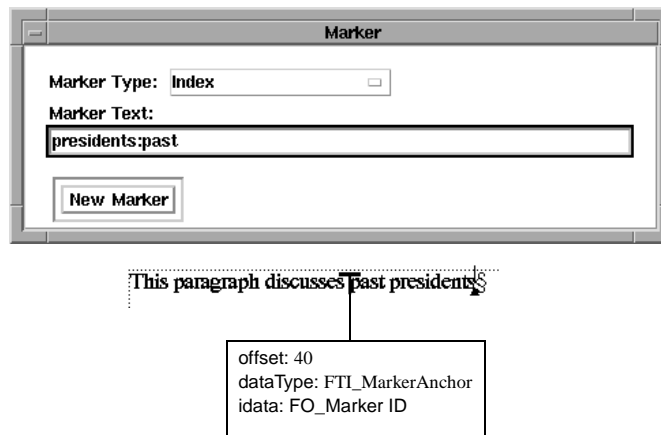 Marker
Marker Type: Index
Marker Text:
presidents:past
New Marker
This paragraph discusses past presidents§
offset: 40
dataType: FTI_MarkerAnchor
idata: FO_Marker ID